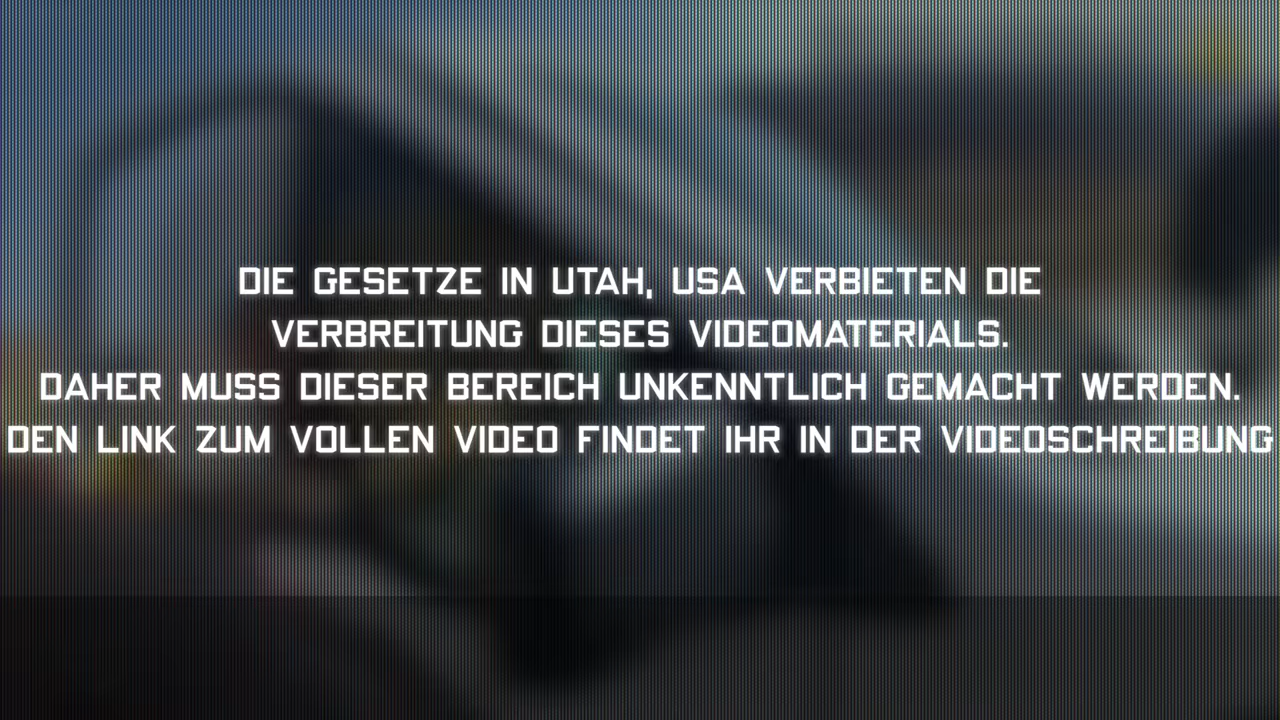 DIE GESETZE IN UTAH, USA VERBIETEN DIE
VERBREITUNG DIESES VIDEOMATERIALS.
DAHER MUSS DIESER BEREICH UNKENNTLICH GEMACHT WERDEN.
DEN LINK ZUM VOLLEN VIDEO FINDET IHR IN DER VIDEOSCHREIBUNG